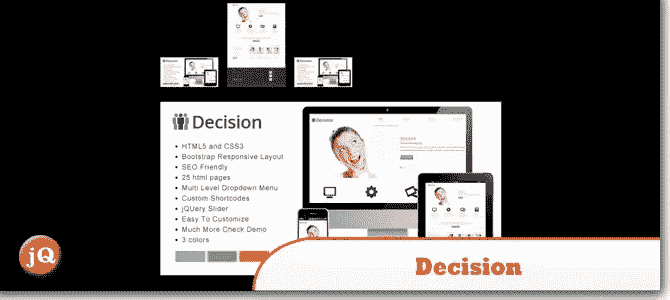 Decision
HTML5 and CSS3
Bootstrap Responsive Layout
SEO Friendly
25 html pages
Multi Level Dropdown Menu
Custom Shortcodes
jQUery Slider
Easy To Customize
Much More Check Demo
3 colors
jQ
Decision